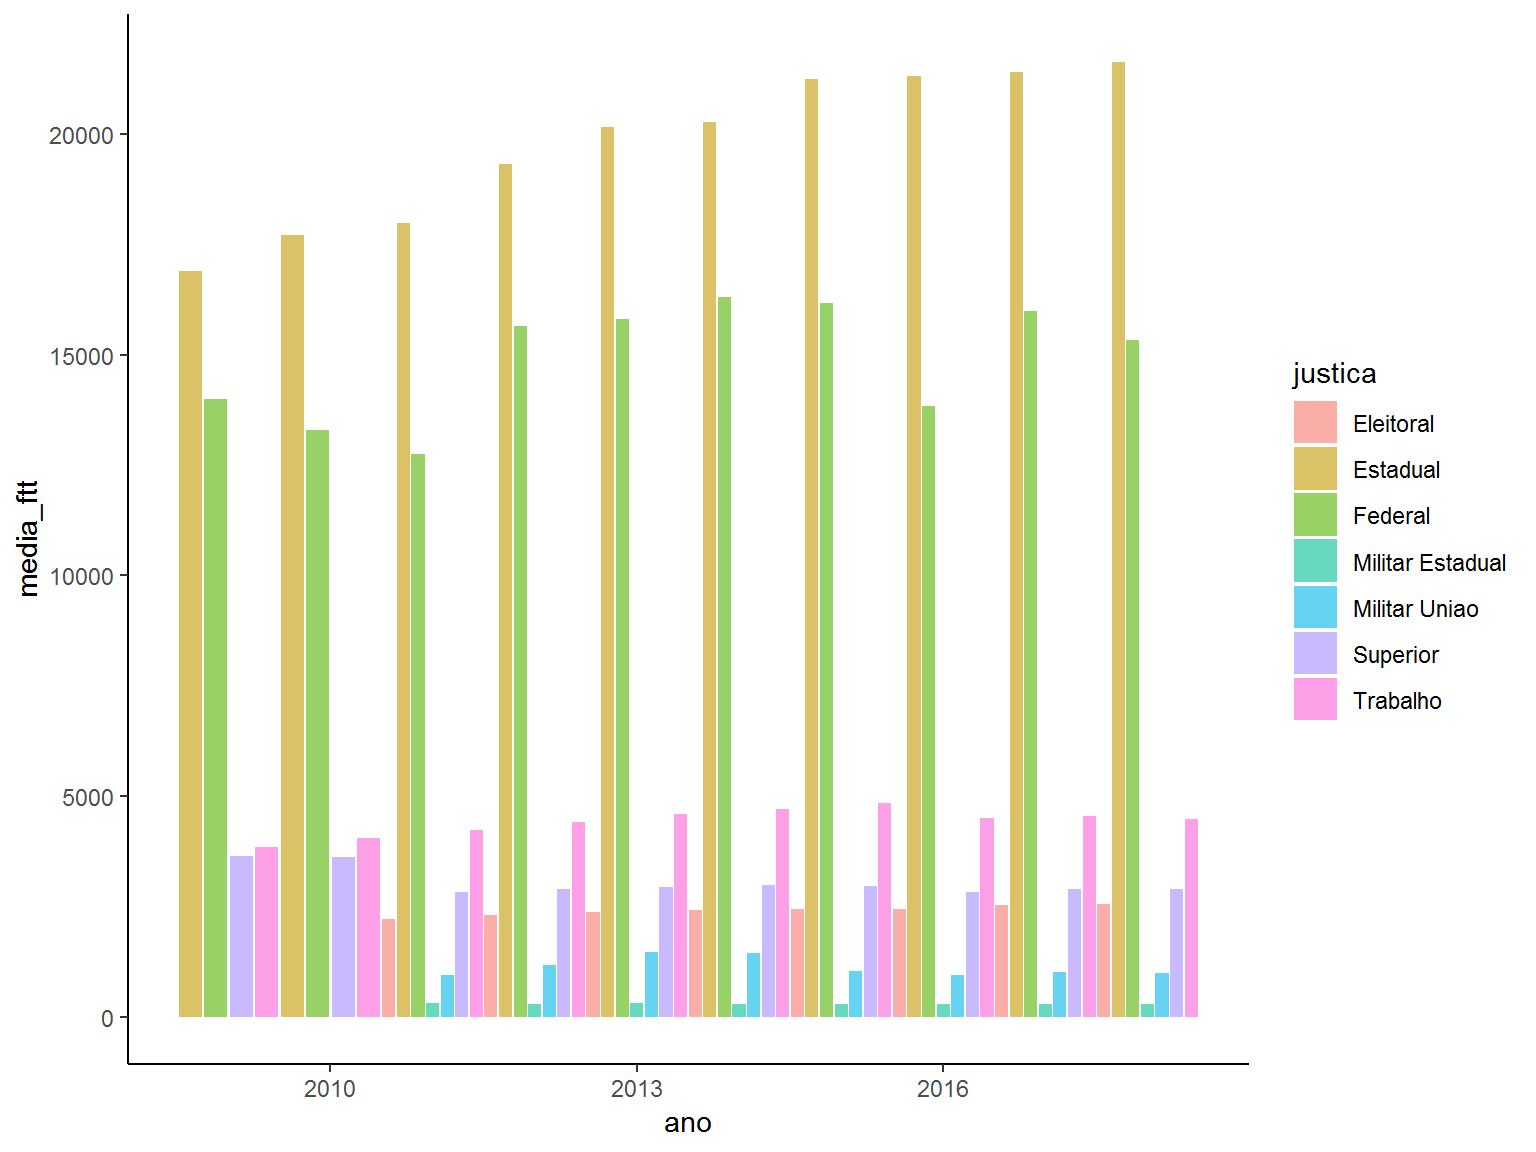 20000
15000
10000
5000
0
media_ftt
2010
2013
2016
ano
justica
Eleitoral
Estadual
Federal
Militar Estadual
Militar Uniao
Superior
Trabalho